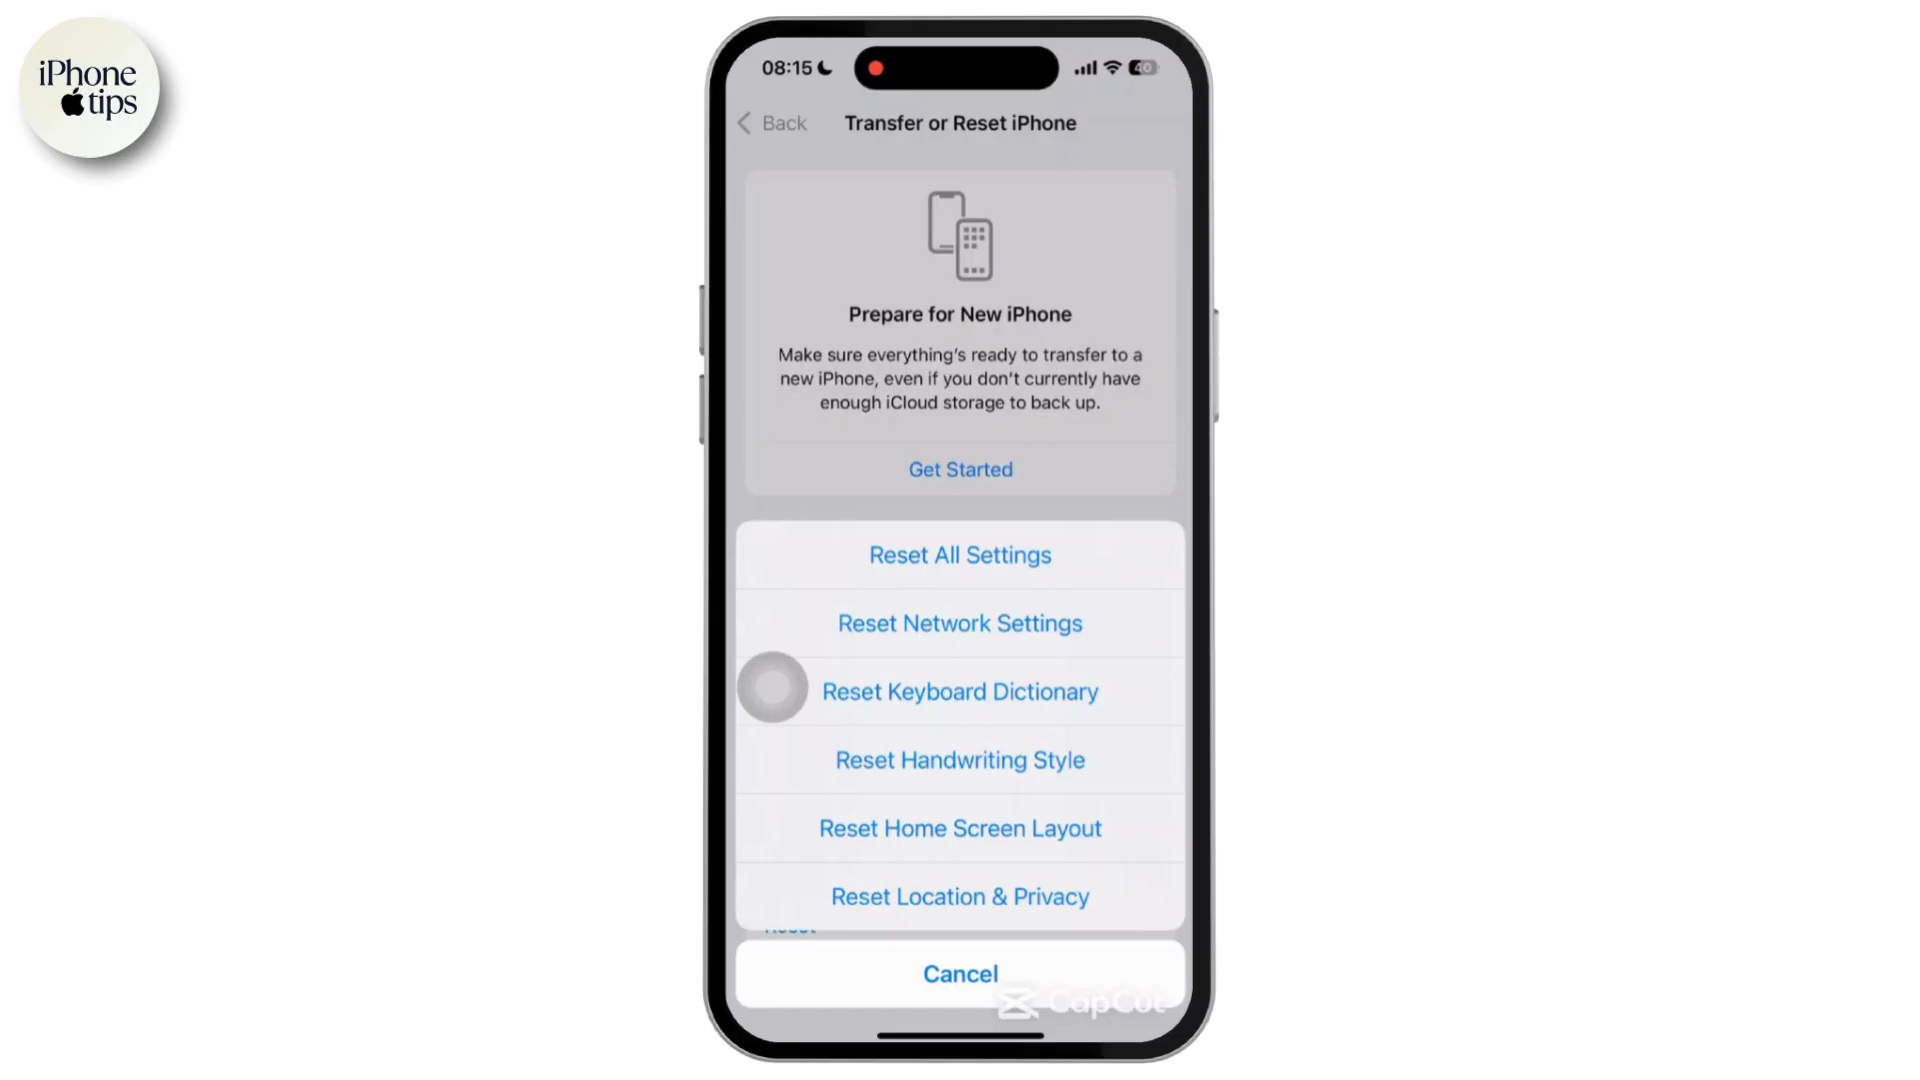 iPhone
tips
08:15
40
Back
Transfer or Reset iPhone
Prepare for New iPhone
Make sure everything's ready to transfer to a
new iPhone, even if you don't currently have
enough iCloud storage to back up.
Get Started
Reset All Settings
Reset Network Settings
Reset Keyboard Dictionary
Reset Handwriting Style
Reset Home Screen Layout
Reset Location & Privacy
Reset
Cancel
CapCut